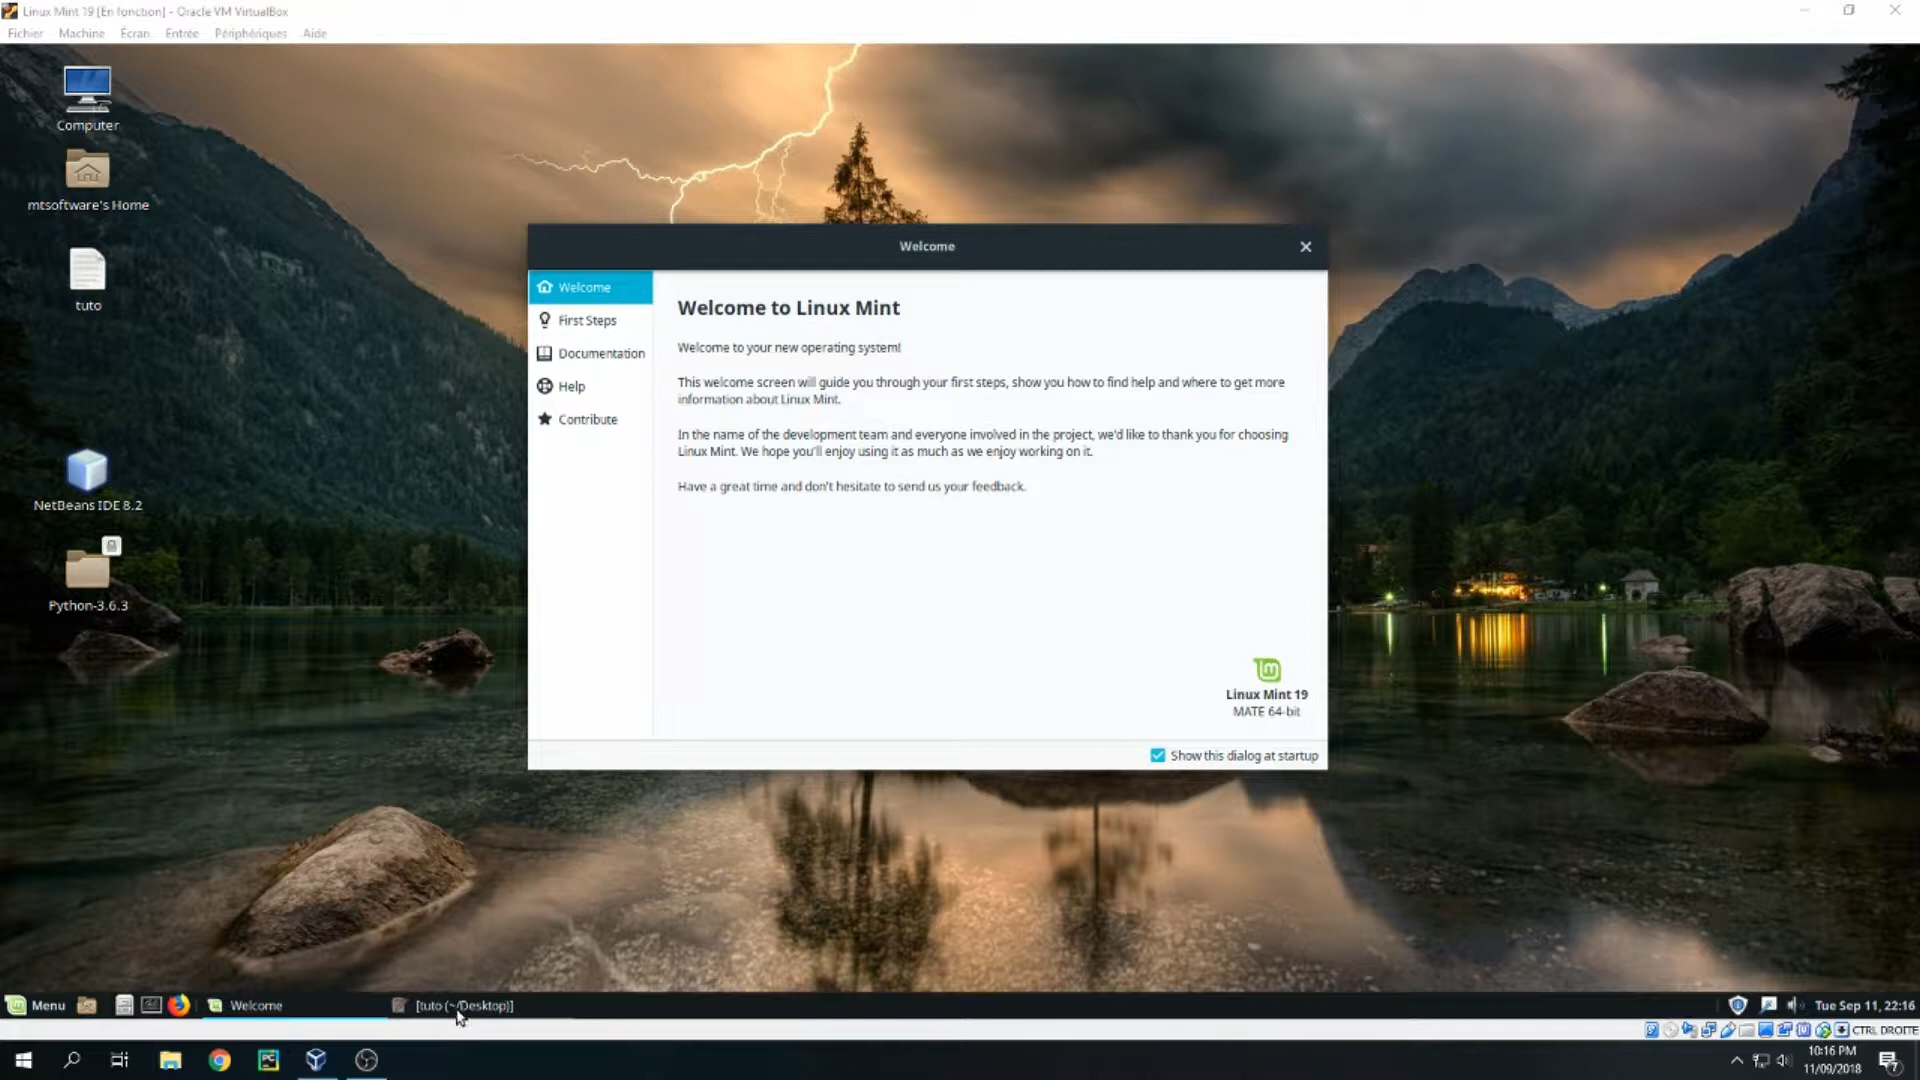 Linux Mint 19 [En fonction] - Oracle VM VirtualBox
Fichier Machine Écran Entrée Périphériques Aide
Computer
mtsoftware's Home
tuto
NetBeans IDE 8.2
Python-3.6.3
Welcome
Welcome
First Steps
Documentation
Help
Contribute
Welcome to Linux Mint
Welcome to your new operating system!
This welcome screen will guide you through your first steps, show you how to find help and where to get more
information about Linux Mint.
In the name of the development team and everyone involved in the project, we'd like to thank you for choosing
Linux Mint. We hope you'll enjoy using it as much as we enjoy working on it.
Have a great time and don't hesitate to send us your feedback.
Linux Mint 19
MATE 64-bit
Show this dialog at startup
Menu Welcome [tuto (~/Desktop)] Tue Sep 11, 22:16
CTRL DROITE
PC
10:16 PM
11/09/2018
7